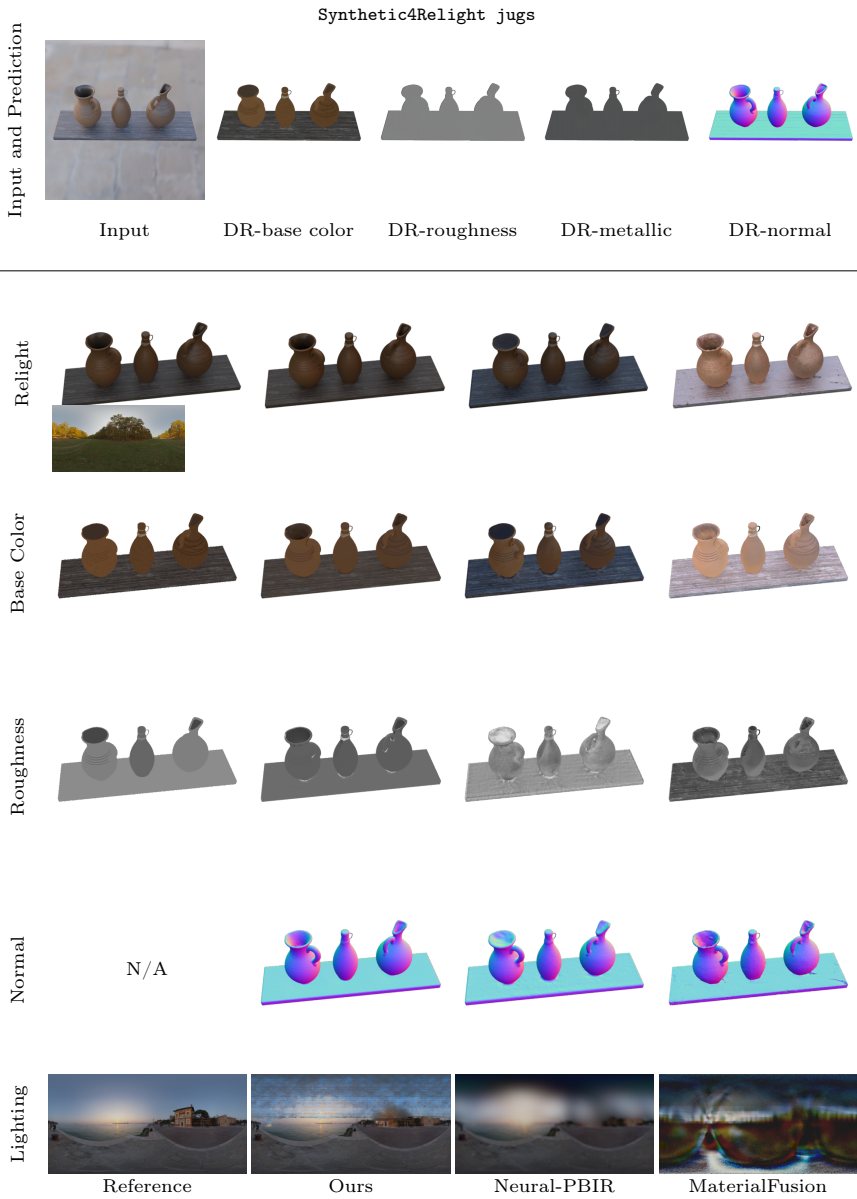 Synthetic4Relight jugs
Input and Prediction
Input
DR-base color
DR-roughness
DR-metallic
DR-normal
Relight
Base Color
Roughness
Normal
N/A
Lighting
Reference
Ours
Neural-PBIR
MaterialFusion